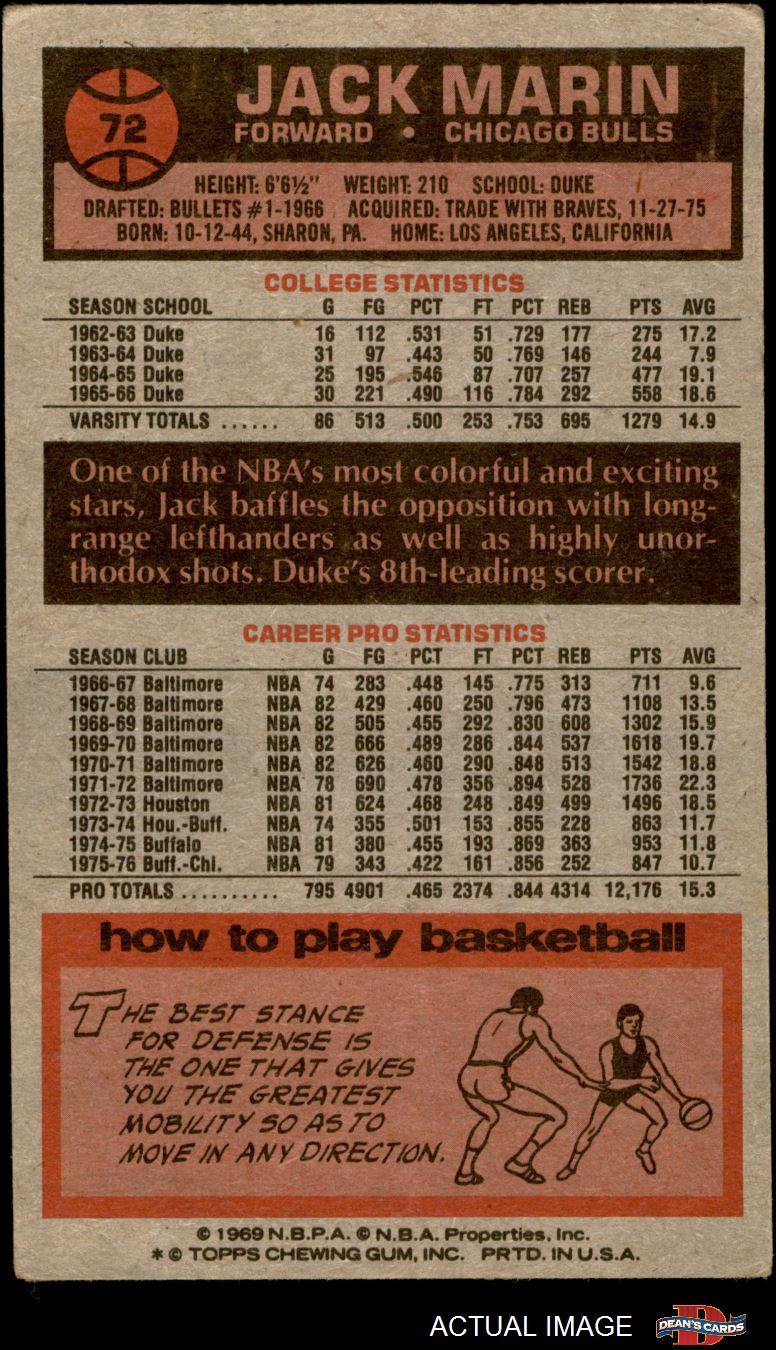 72
JACK MARIN
FORWARD • CHICAGO BULLS
HEIGHT: 6'6½" WEIGHT: 210 SCHOOL: DUKE
DRAFTED: BULLETS #1-1966 ACQUIRED: TRADE WITH BRAVES, 11-27-75
BORN: 10-12-44, SHARON, PA. HOME: LOS ANGELES, CALIFORNIA
COLLEGE STATISTICS
SEASON SCHOOL G FG PCT FT PCT REB PTS AVG
1962-63 Duke 16 112 .531 51 .729 177 275 17.2
1963-64 Duke 31 97 .443 50 .769 146 244 7.9
1964-65 Duke 25 195 .546 87 .707 257 477 19.1
1965-66 Duke 30 221 .490 116 .784 292 558 18.6
VARSITY TOTALS ...... 86 513 .500 253 .753 695 1279 14.9
One of the NBA's most colorful and exciting
stars, Jack baffles the opposition with long-
range lefthanders as well as highly unor-
thodox shots. Duke's 8th-leading scorer.
CAREER PRO STATISTICS
SEASON CLUB G FG PCT FT PCT REB PTS AVG
1966-67 Baltimore NBA 74 283 .448 145 .775 313 711 9.6
1967-68 Baltimore NBA 82 429 .460 250 .796 473 1108 13.5
1968-69 Baltimore NBA 82 505 .455 292 .830 608 1302 15.9
1969-70 Baltimore NBA 82 666 .489 286 .844 537 1618 19.7
1970-71 Baltimore NBA 82 626 .460 290 .848 513 1542 18.8
1971-72 Baltimore NBA 78 690 .478 356 .894 528 1736 22.3
1972-73 Houston NBA 81 624 .468 248 .849 499 1496 18.5
1973-74 Hou.-Buff. NBA 74 355 .501 153 .855 228 863 11.7
1974-75 Buffalo NBA 81 380 .455 193 .869 363 953 11.8
1975-76 Buff.-Chi. NBA 79 343 .422 161 .856 252 847 10.7
PRO TOTALS .......... 795 4901 .465 2374 .844 4314 12,176 15.3
how to play basketball
THE BEST STANCE
FOR DEFENSE IS
THE ONE THAT GIVES
YOU THE GREATEST
MOBILITY SO AS TO
MOVE IN ANY DIRECTION.
© 1969 N.B.P.A. © N.B.A. Properties, Inc.
* © TOPPS CHEWING GUM, INC. PRTD. IN U.S.A.
ACTUAL IMAGE
D
DEAN'S CARDS